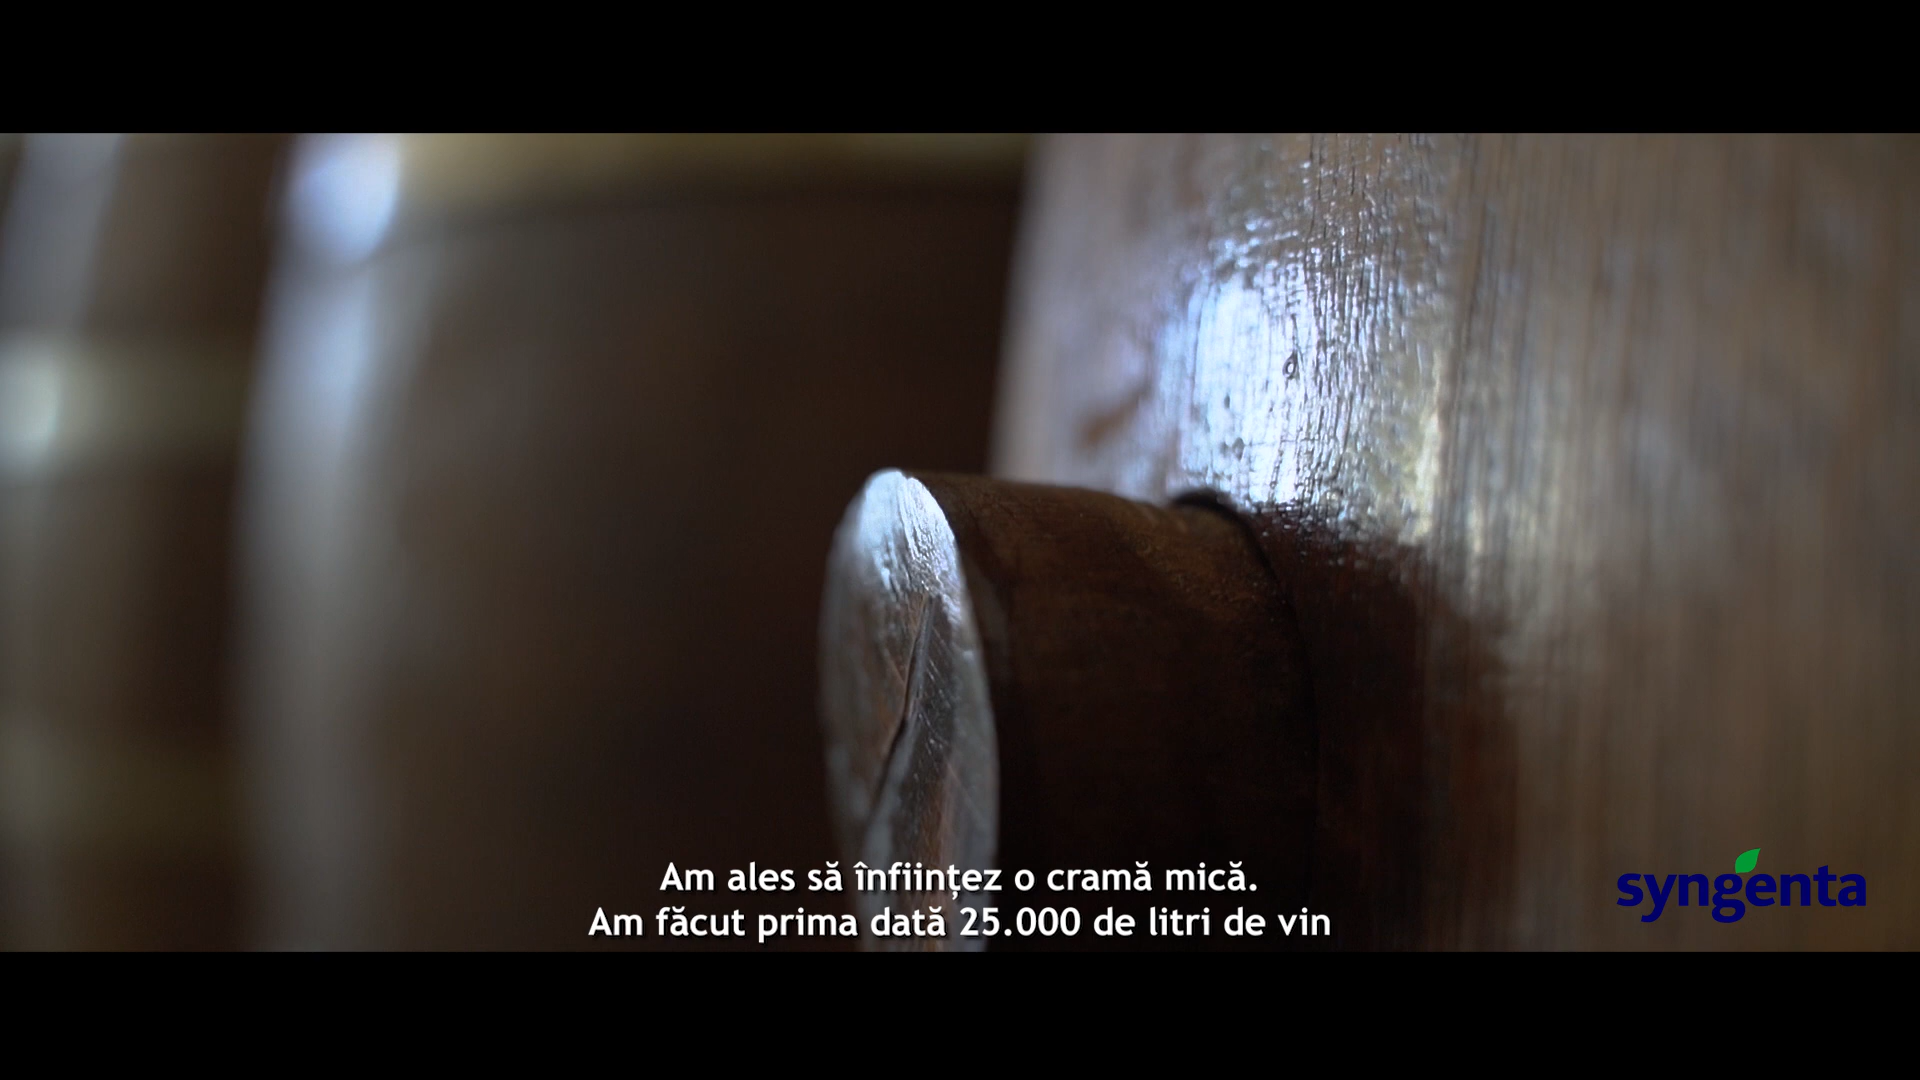 Am ales să înființez o cramă mică.
Am făcut prima dată 25.000 de litri de vin
syngenta